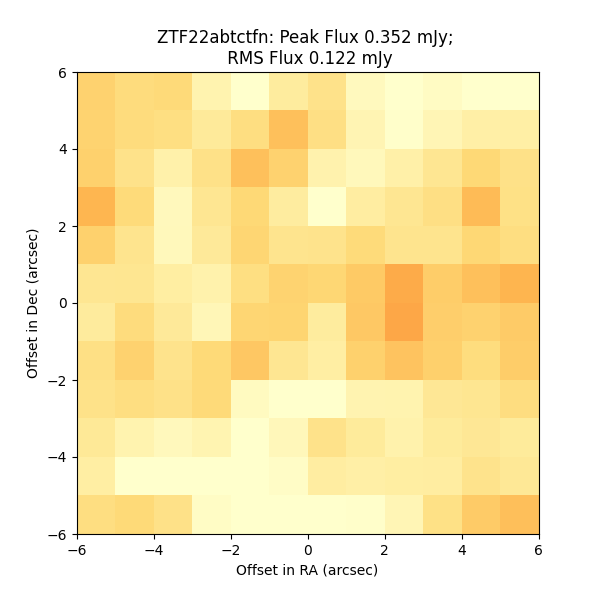 ZTF22abtctfn: Peak Flux 0.352 mJy;
RMS Flux 0.122 mJy
6
4
2
0
−2
−4
−6
Offset in Dec (arcsec)
−6 −4 −2 0 2 4 6
Offset in RA (arcsec)